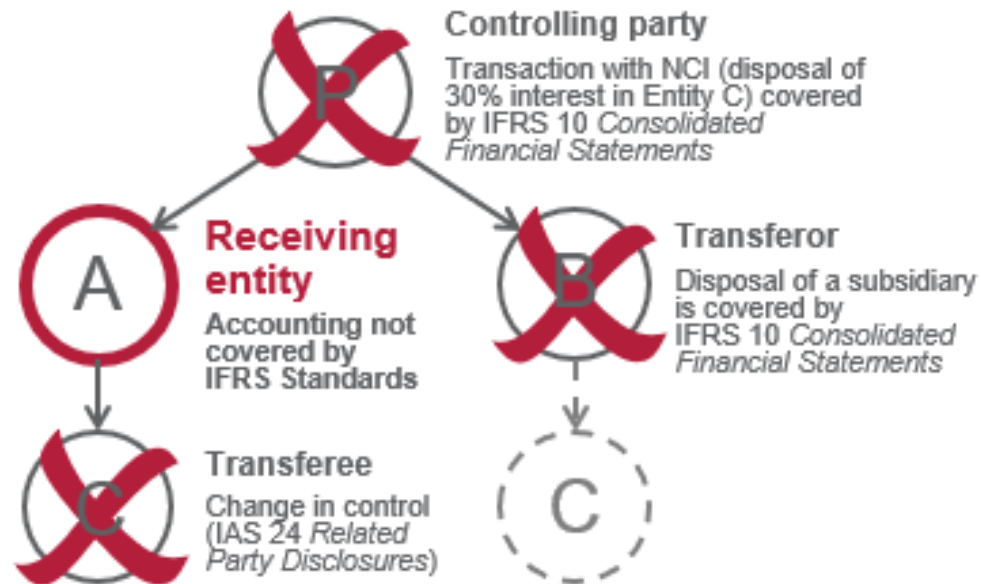 P
Controlling party
Transaction with NCI (disposal of
30% interest in Entity C) covered
by IFRS 10 Consolidated
Financial Statements
A
Receiving
entity
Accounting not
covered by
IFRS Standards
B
Transferor
Disposal of a subsidiary
is covered by
IFRS 10 Consolidated
Financial Statements
C
Transferee
Change in control
(IAS 24 Related
Party Disclosures)
C